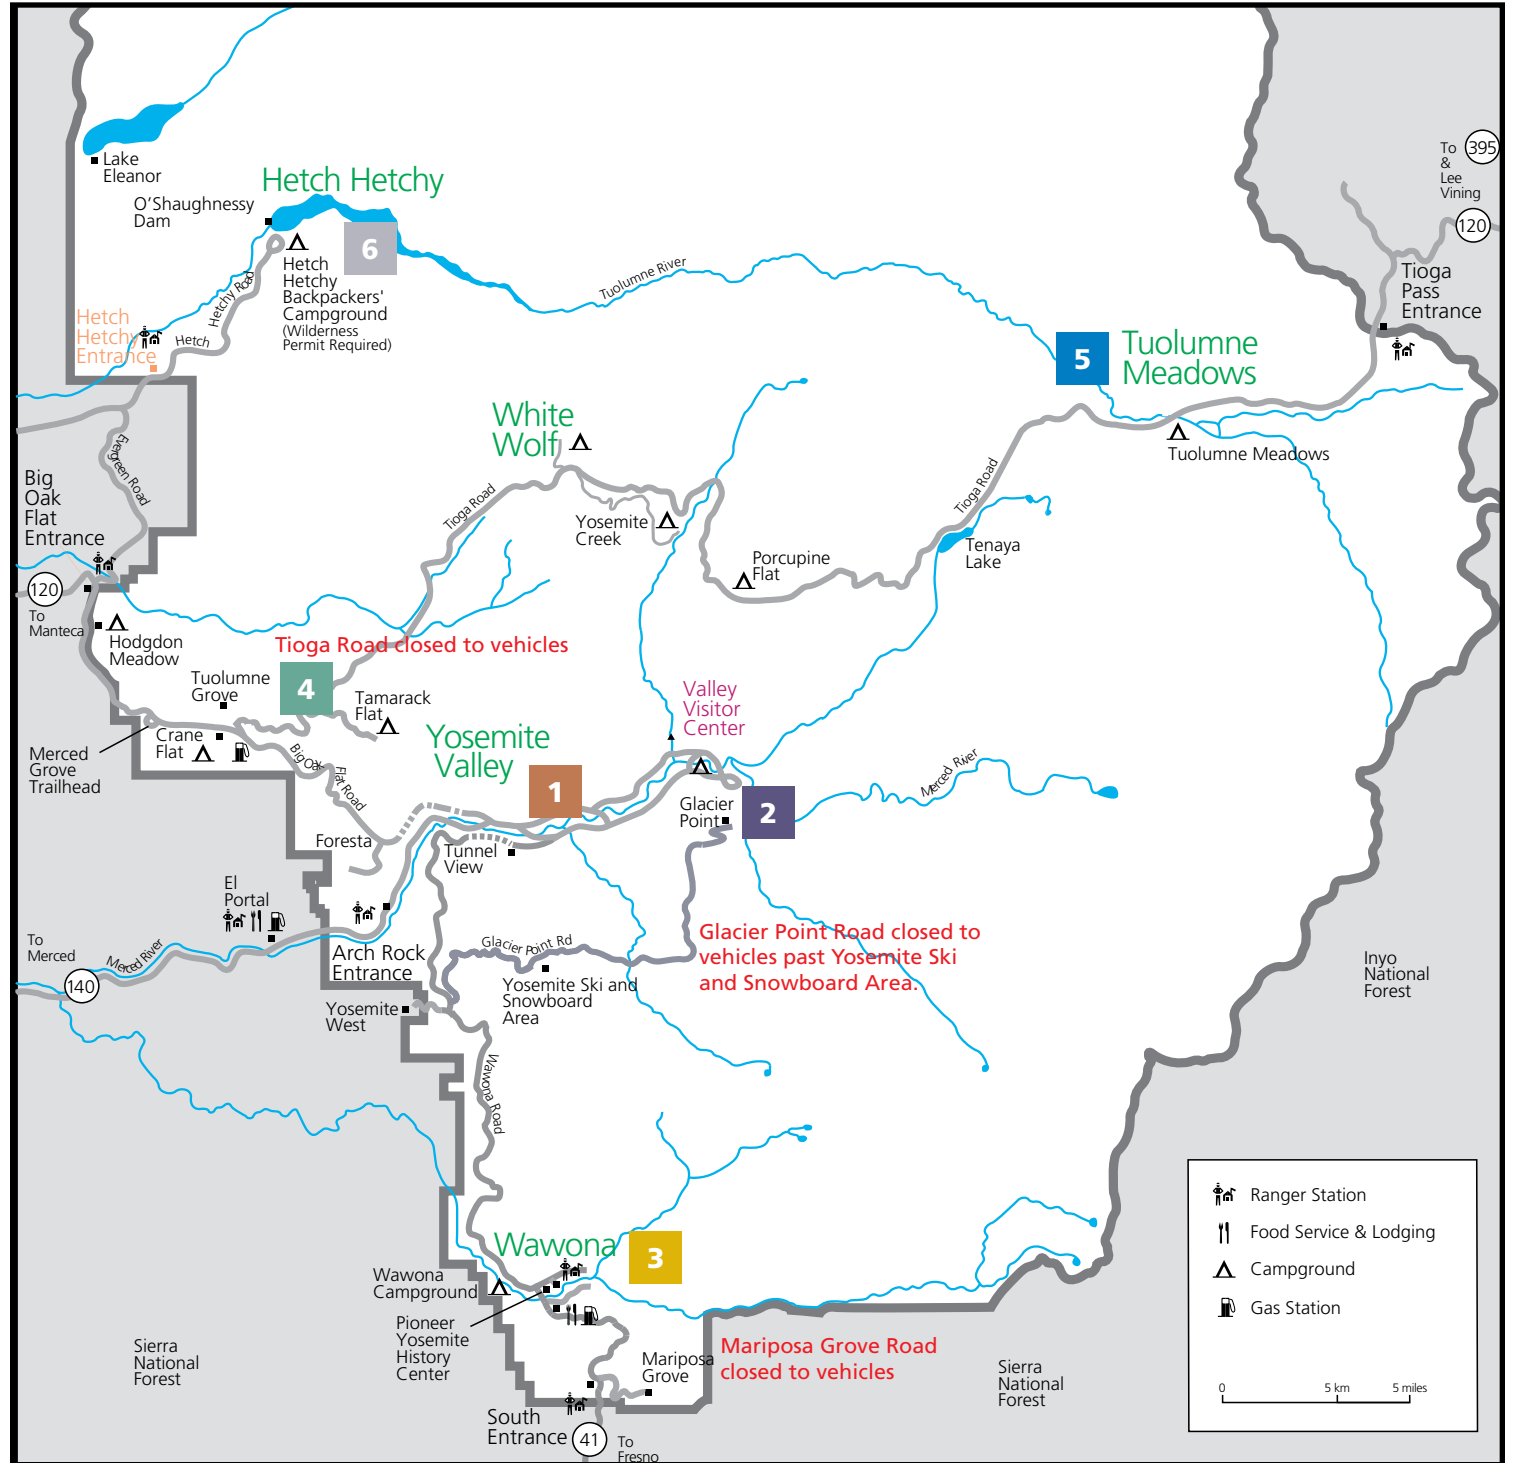 Lake
Eleanor
Hetch Hetchy
O'Shaughnessy
Dam
6
Hetch
Hetchy
Backpackers'
Campground
(Wilderness
Permit Required)
Hetch
Hetchy
Entrance
Hetch
Hetchy Road
Tuolumne River
To
&
Lee
Vining
395
120
Tioga
Pass
Entrance
5
Tuolumne
Meadows
Tuolumne Meadows
White
Wolf
Evergreen Road
Big
Oak
Flat
Entrance
120
To
Manteca
Hodgdon
Meadow
Tioga Road
Yosemite
Creek
Porcupine
Flat
Tioga Road
Tenaya
Lake
Tioga Road closed to vehicles
4
Tuolumne
Grove
Tamarack
Flat
Crane
Flat
Merced
Grove
Trailhead
Big Oak
Flat Road
Yosemite
Valley
1
Valley
Visitor
Center
Glacier
Point
2
Merced River
Foresta
Tunnel
View
El
Portal
To
Merced
Merced River
140
Arch Rock
Entrance
Glacier Point Rd
Glacier Point Road closed to
vehicles past Yosemite Ski
and Snowboard Area.
Yosemite Ski and
Snowboard
Area
Yosemite
West
Wawona Road
Inyo
National
Forest
Wawona
3
Wawona
Campground
Pioneer
Yosemite
History
Center
Mariposa
Grove
Mariposa Grove Road
closed to vehicles
South
Entrance
41
To
Fresno
Sierra
National
Forest
Sierra
National
Forest
Ranger Station
Food Service & Lodging
Campground
Gas Station
0
5 km
5 miles